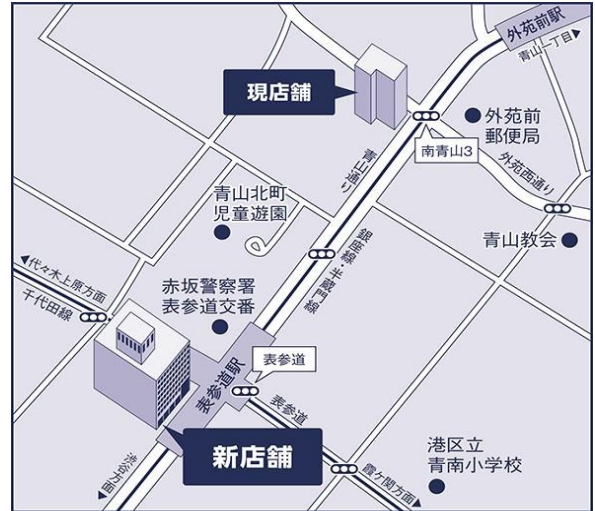 外苑前駅
青山一丁目▶
現店舗
外苑前
郵便局
南青山3
青山通り
外苑西通り
青山北町
児童遊園
銀座線・半蔵門線
青山教会
◀代々木上原方面
千代田線
赤坂警察署
表参道交番
表参道
表参道駅
表参道
新店舗
港区立
青南小学校
渋谷方面▶
霞ケ関方面▶